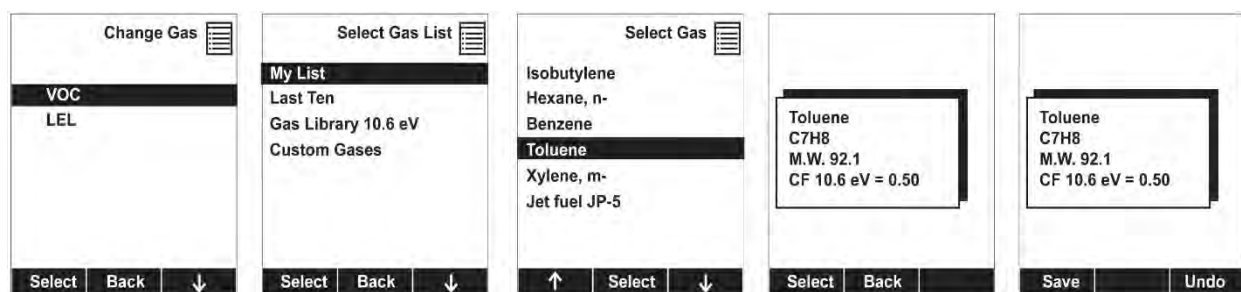 Change Gas
VOC
LEL
Select Back ↓
Select Gas List
My List
Last Ten
Gas Library 10.6 eV
Custom Gases
Select Back ↓
Select Gas
Isobutylene
Hexane, n-
Benzene
Toluene
Xylene, m-
Jet fuel JP-5
↑ Select ↓
Toluene
C7H8
M.W. 92.1
CF 10.6 eV = 0.50
Select Back
Toluene
C7H8
M.W. 92.1
CF 10.6 eV = 0.50
Save Undo